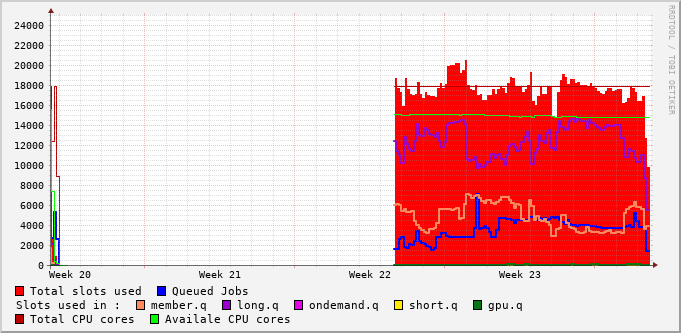 24000
22000
20000
18000
16000
14000
12000
10000
8000
6000
4000
2000
0
Week 20 Week 21 Week 22 Week 23
RRDTOOL / TOBI OETIKER
Total slots used Queued Jobs
Slots used in : member.q long.q ondemand.q short.q gpu.q
Total CPU cores Availale CPU cores